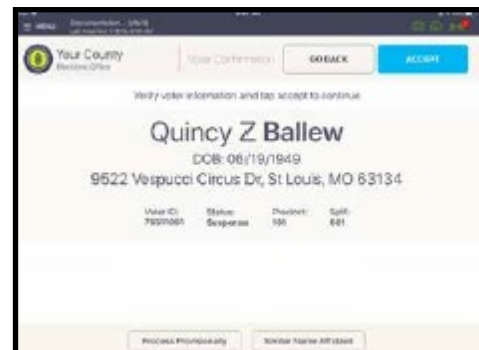 MENU
Your County
Elections Office
Voter Confirmation
GO BACK
ACCEPT
Verify voter information and tap accept to continue
Quincy Z Ballew
DOB: 06/19/1949
9522 Vespucci Circus Dr, St Louis, MO 63134
Voter ID: Status: Precinct: Split:
Suspense
Process Provisionally
Similar Name Affidavit